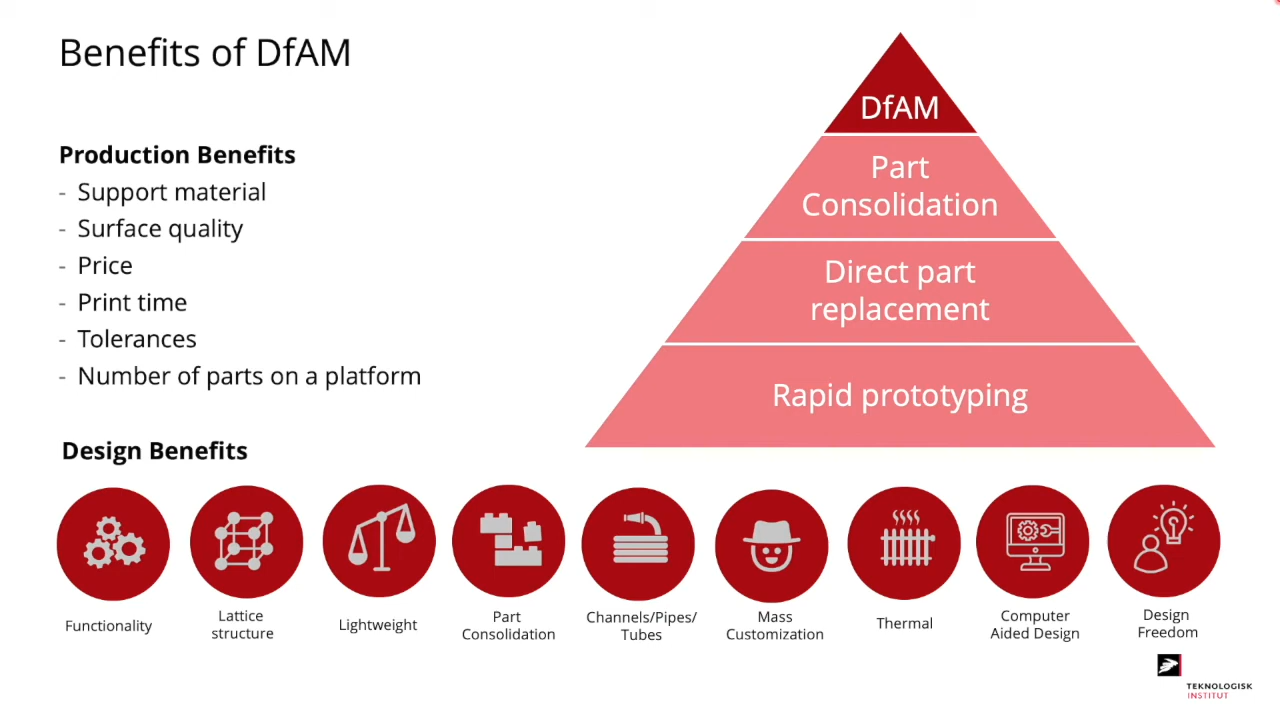 Benefits of DfAM
Production Benefits
- Support material
- Surface quality
- Price
- Print time
- Tolerances
- Number of parts on a platform
DfAM
Part
Consolidation
Direct part
replacement
Rapid prototyping
Design Benefits
Functionality
Lattice
structure
Lightweight
Part
Consolidation
Channels/Pipes/
Tubes
Mass
Customization
Thermal
Computer
Aided Design
Design
Freedom
TEKNOLOGISK
INSTITUT